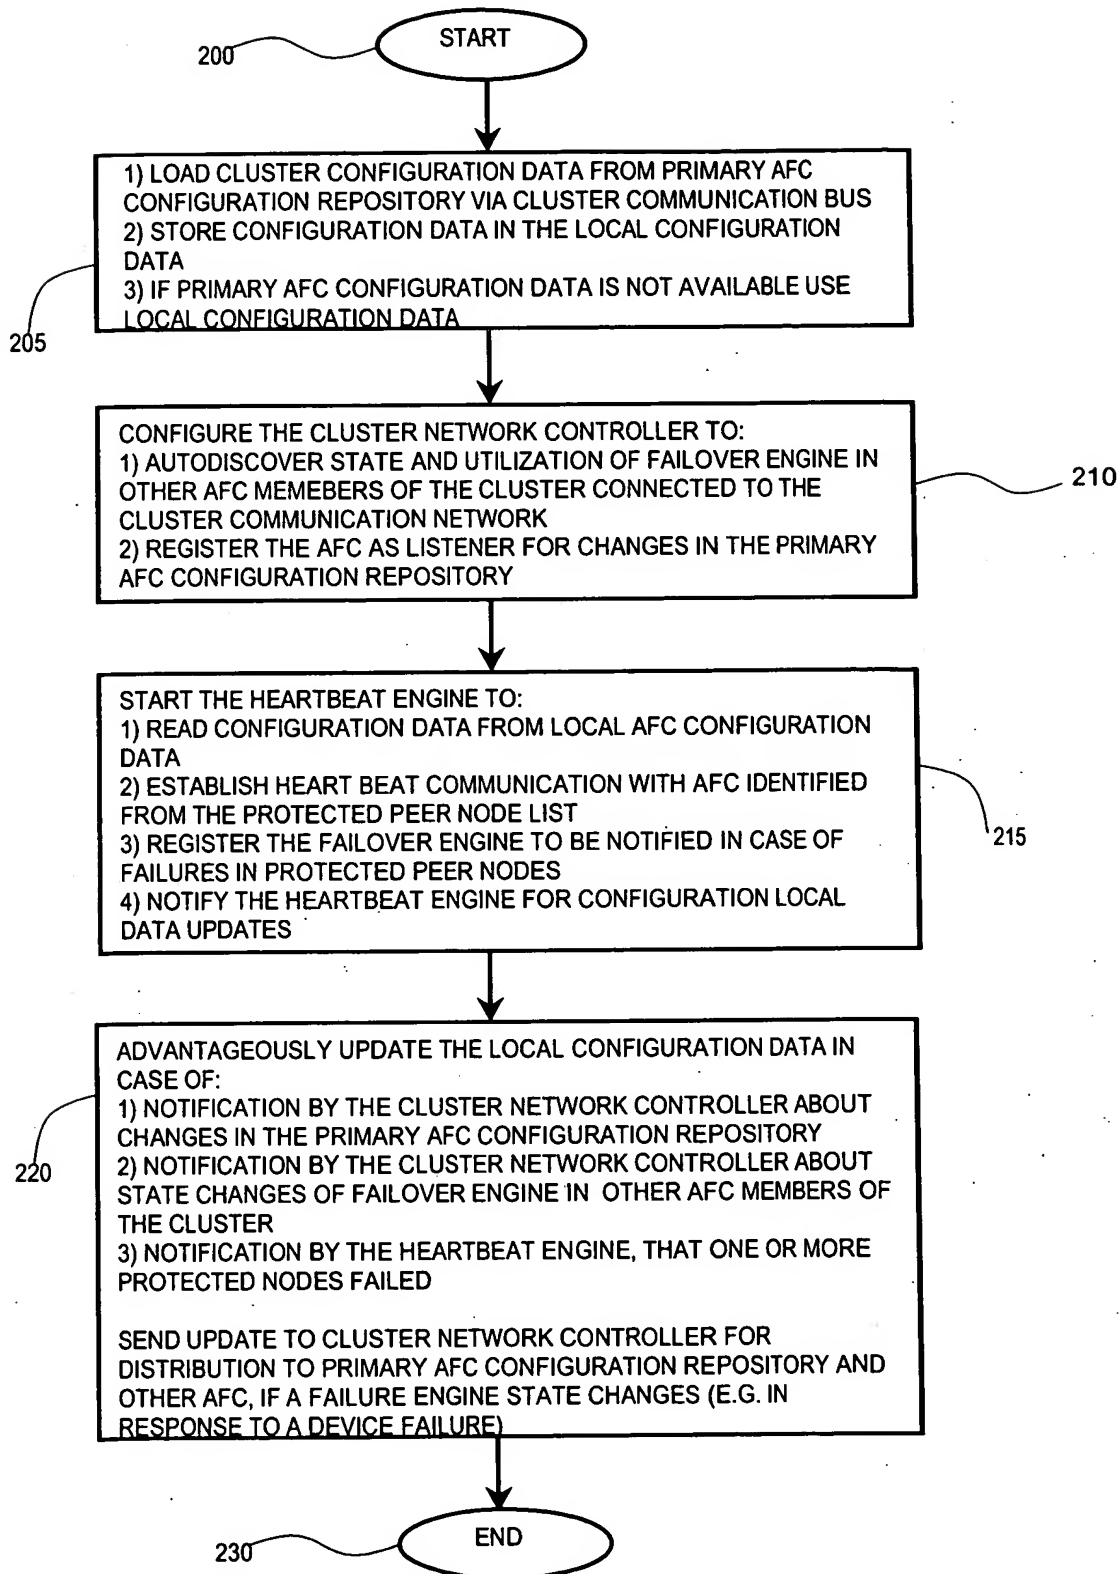 START
200
1) LOAD CLUSTER CONFIGURATION DATA FROM PRIMARY AFC
CONFIGURATION REPOSITORY VIA CLUSTER COMMUNICATION BUS
2) STORE CONFIGURATION DATA IN THE LOCAL CONFIGURATION
DATA
3) IF PRIMARY AFC CONFIGURATION DATA IS NOT AVAILABLE USE
LOCAL CONFIGURATION DATA
205
CONFIGURE THE CLUSTER NETWORK CONTROLLER TO:
1) AUTODISCOVER STATE AND UTILIZATION OF FAILOVER ENGINE IN
OTHER AFC MEMEBERS OF THE CLUSTER CONNECTED TO THE
CLUSTER COMMUNICATION NETWORK
2) REGISTER THE AFC AS LISTENER FOR CHANGES IN THE PRIMARY
AFC CONFIGURATION REPOSITORY
210
START THE HEARTBEAT ENGINE TO:
1) READ CONFIGURATION DATA FROM LOCAL AFC CONFIGURATION
DATA
2) ESTABLISH HEART BEAT COMMUNICATION WITH AFC IDENTIFIED
FROM THE PROTECTED PEER NODE LIST
3) REGISTER THE FAILOVER ENGINE TO BE NOTIFIED IN CASE OF
FAILURES IN PROTECTED PEER NODES
4) NOTIFY THE HEARTBEAT ENGINE FOR CONFIGURATION LOCAL
DATA UPDATES
215
ADVANTAGEOUSLY UPDATE THE LOCAL CONFIGURATION DATA IN
CASE OF:
1) NOTIFICATION BY THE CLUSTER NETWORK CONTROLLER ABOUT
CHANGES IN THE PRIMARY AFC CONFIGURATION REPOSITORY
2) NOTIFICATION BY THE CLUSTER NETWORK CONTROLLER ABOUT
STATE CHANGES OF FAILOVER ENGINE IN OTHER AFC MEMBERS OF
THE CLUSTER
3) NOTIFICATION BY THE HEARTBEAT ENGINE, THAT ONE OR MORE
PROTECTED NODES FAILED
SEND UPDATE TO CLUSTER NETWORK CONTROLLER FOR
DISTRIBUTION TO PRIMARY AFC CONFIGURATION REPOSITORY AND
OTHER AFC, IF A FAILURE ENGINE STATE CHANGES (E.G. IN
RESPONSE TO A DEVICE FAILURE)
220
END
230